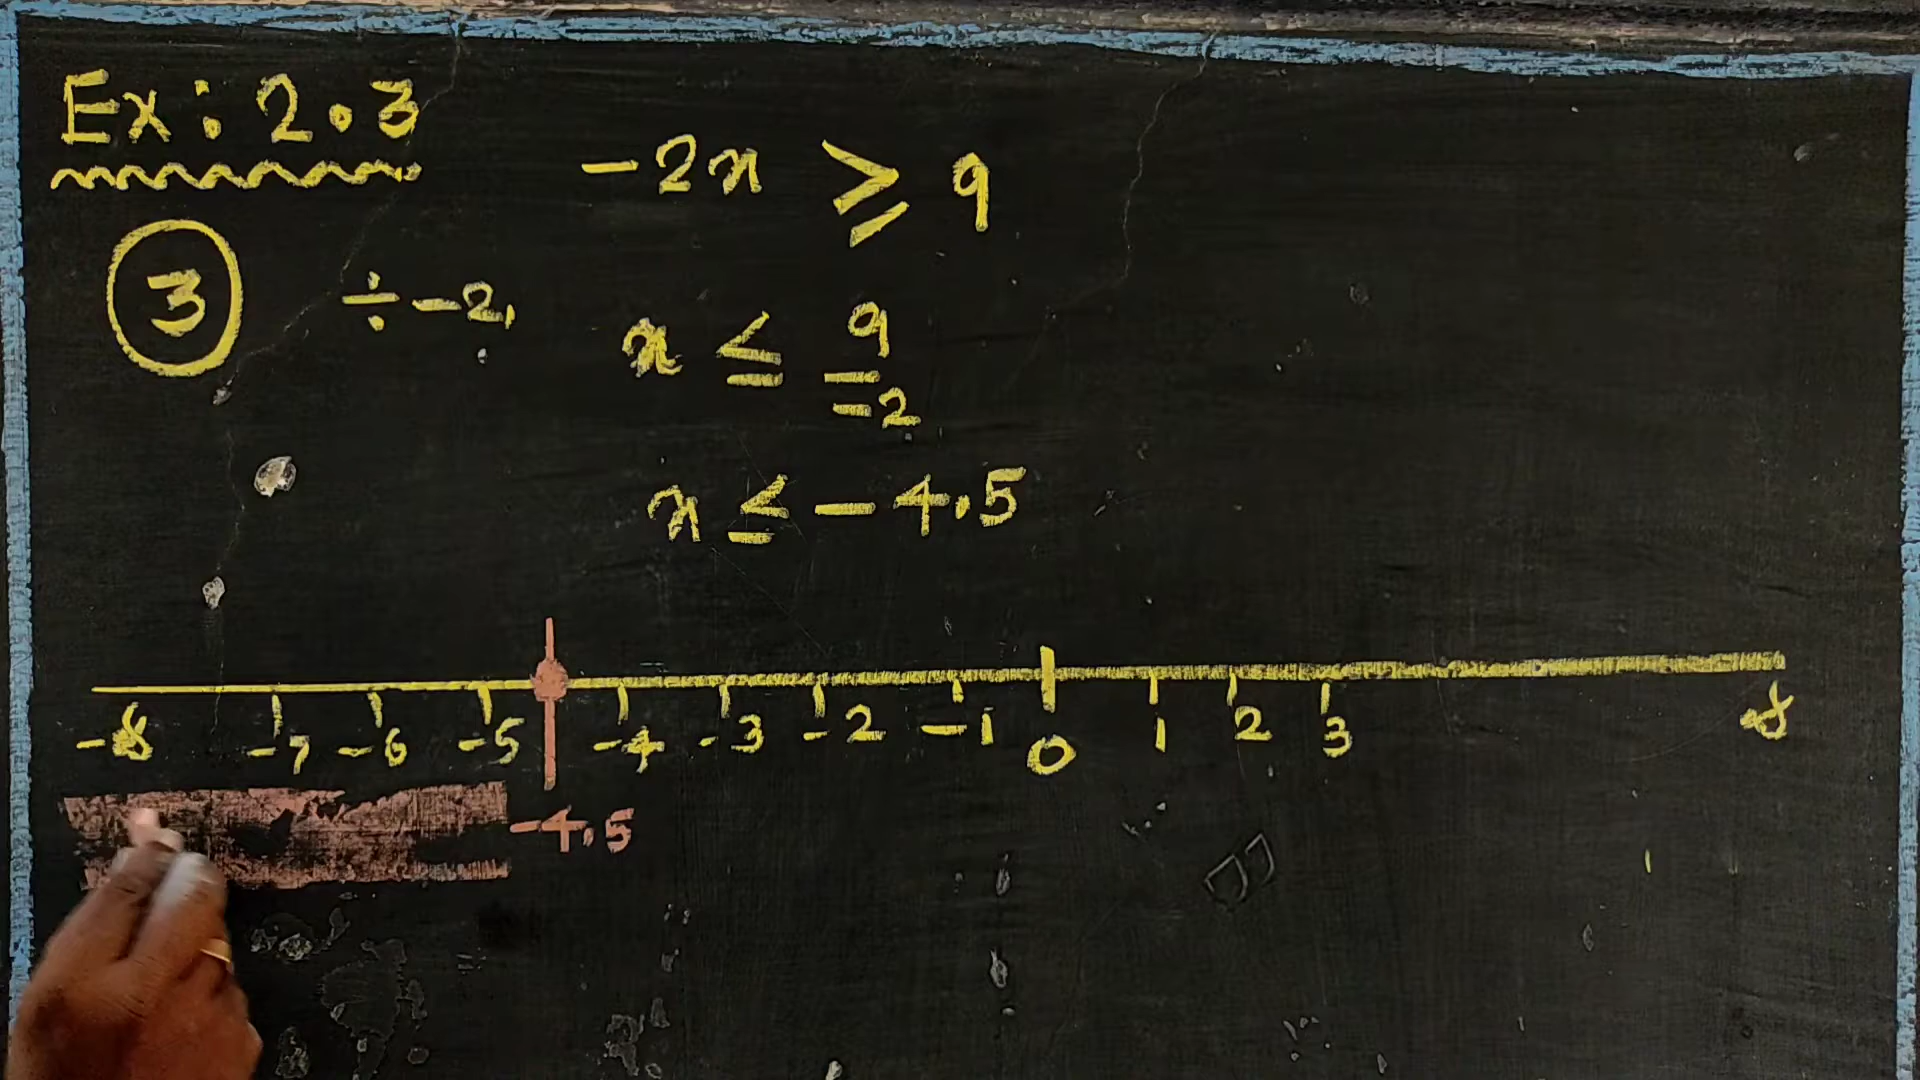 Ex: 2.3
-2x ≥ 9
3 ÷ -2, x ≤ 9/-2
x ≤ -4.5
-∞ -7 -6 -5 -4 -3 -2 -1 0 1 2 3 ∞
-4.5